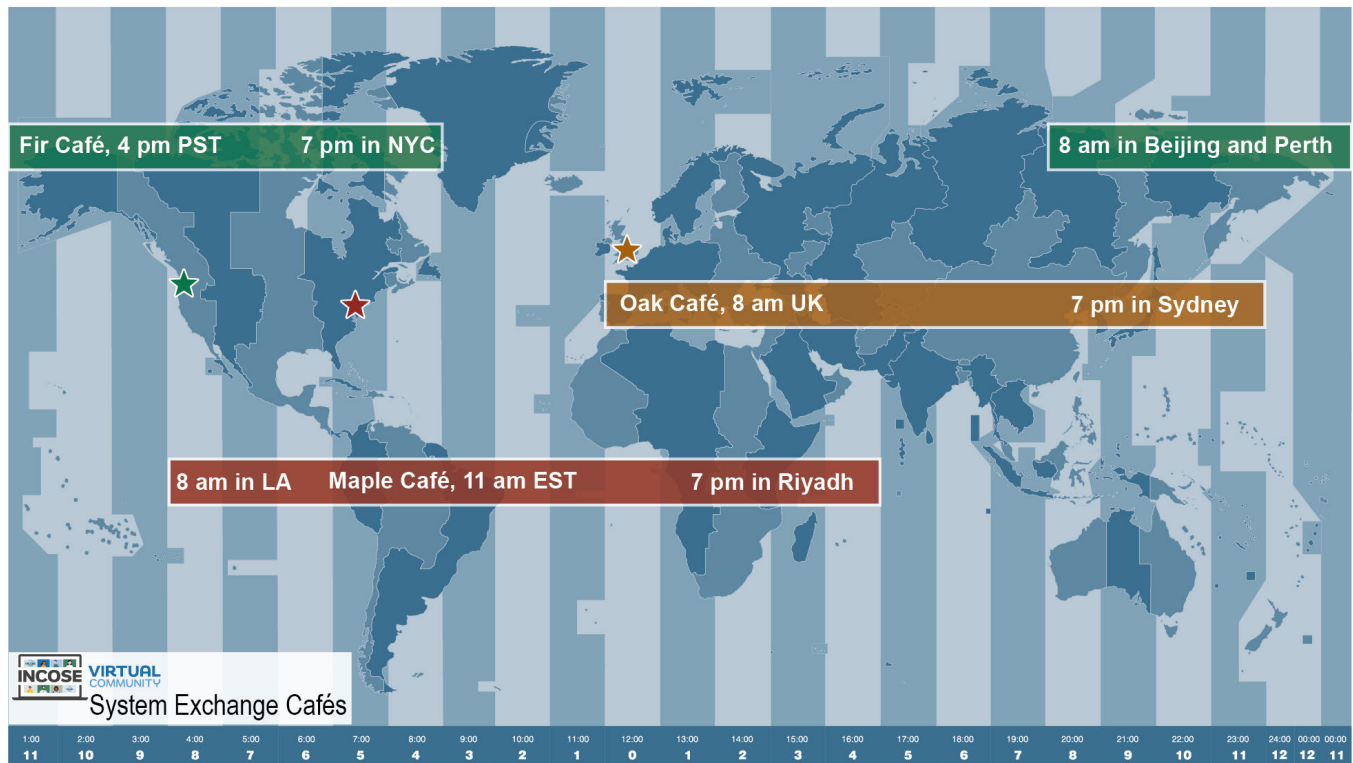 Fir Café, 4 pm PST 7 pm in NYC 8 am in Beijing and Perth
Oak Café, 8 am UK 7 pm in Sydney
8 am in LA Maple Café, 11 am EST 7 pm in Riyadh
INCOSE VIRTUAL
COMMUNITY
System Exchange Cafés
1:00 2:00 3:00 4:00 5:00 6:00 7:00 8:00 9:00 10:00 11:00 12:00 13:00 14:00 15:00 16:00 17:00 18:00 19:00 20:00 21:00 22:00 23:00 24:00 00:00 00:00
11 10 9 8 7 6 5 4 3 2 1 0 1 2 3 4 5 6 7 8 9 10 11 12 12 11